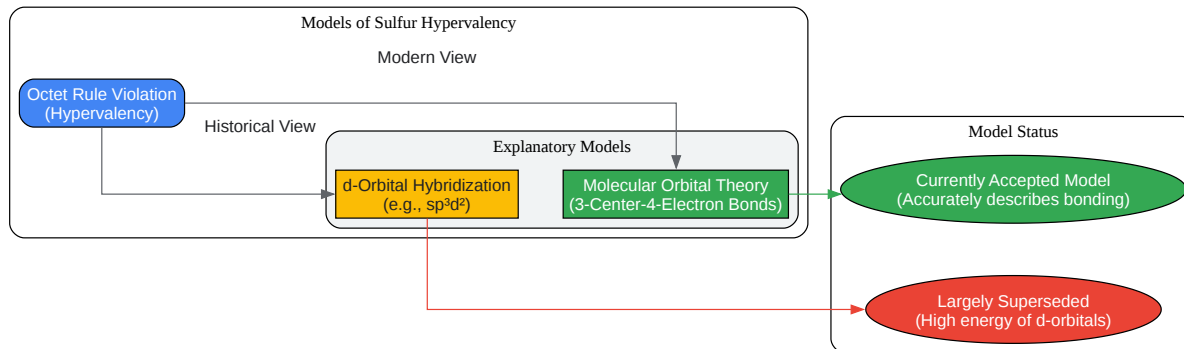 Models of Sulfur Hypervalency
Modern View
Octet Rule Violation
(Hypervalency)
Historical View
Explanatory Models
d-Orbital Hybridization
(e.g., sp³d²)
Molecular Orbital Theory
(3-Center-4-Electron Bonds)
Model Status
Currently Accepted Model
(Accurately describes bonding)
Largely Superseded
(High energy of d-orbitals)